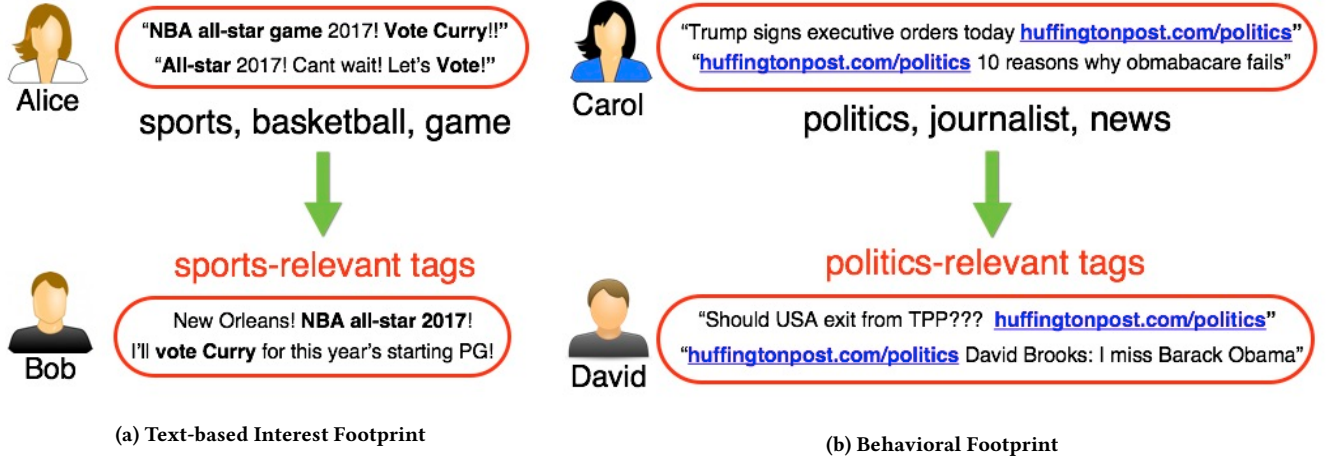 “NBA all-star game 2017! Vote Curry!!”
“All-star 2017! Cant wait! Let’s Vote!”
Alice
sports, basketball, game
sports-relevant tags
New Orleans! NBA all-star 2017!
I’ll vote Curry for this year’s starting PG!
Bob
(a) Text-based Interest Footprint
“Trump signs executive orders today huffingtonpost.com/politics”
“huffingtonpost.com/politics 10 reasons why obmabacare fails”
Carol
politics, journalist, news
politics-relevant tags
“Should USA exit from TPP??? huffingtonpost.com/politics”
“huffingtonpost.com/politics David Brooks: I miss Barack Obama”
David
(b) Behavioral Footprint